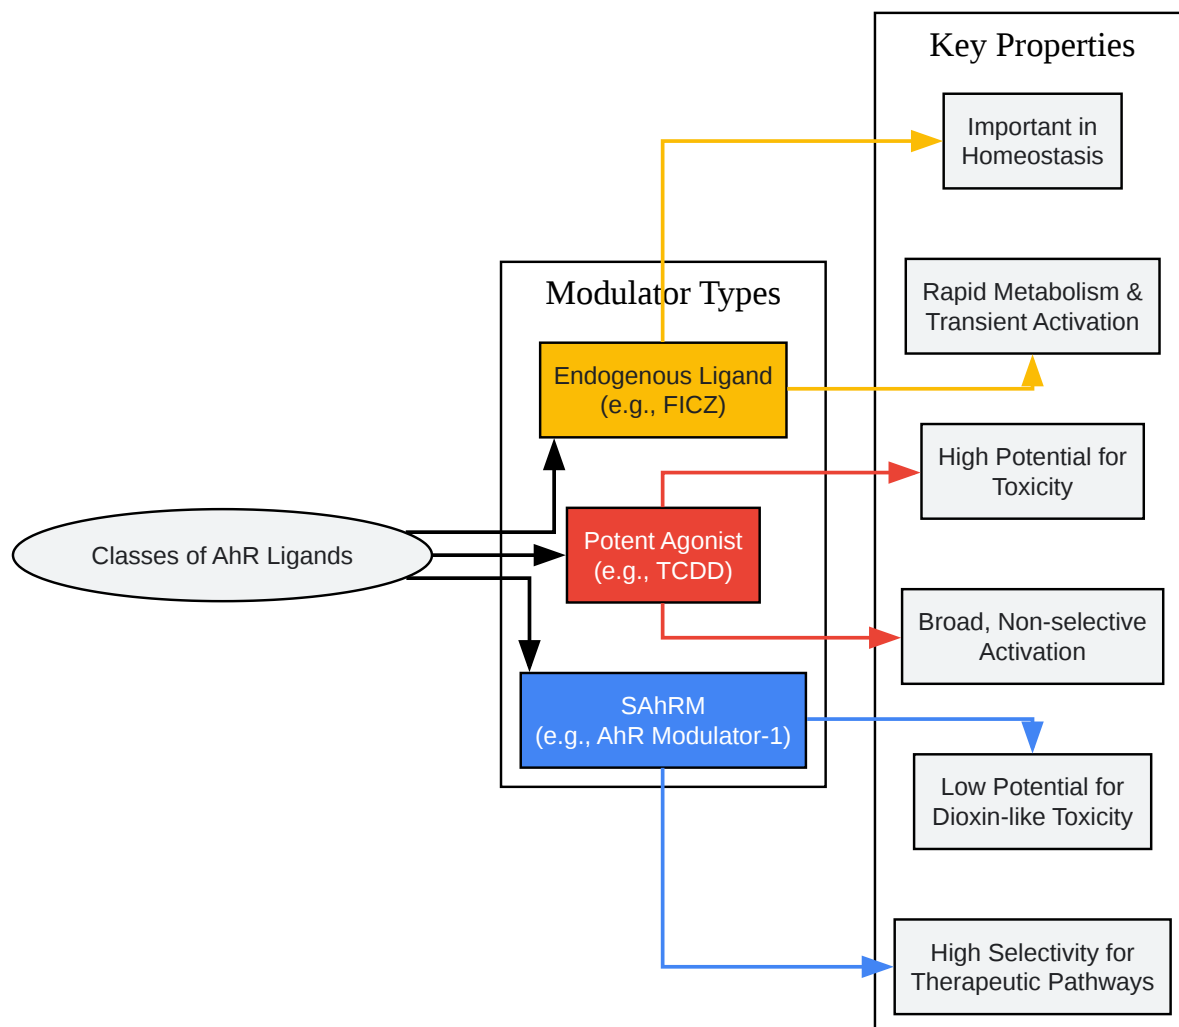 Key Properties
Important in
Homeostasis
Rapid Metabolism &
Transient Activation
Modulator Types
Endogenous Ligand
(e.g., FICZ)
High Potential for
Toxicity
Classes of AhR Ligands
Potent Agonist
(e.g., TCDD)
Broad, Non-selective
Activation
SAhRM
(e.g., AhR Modulator-1)
Low Potential for
Dioxin-like Toxicity
High Selectivity for
Therapeutic Pathways